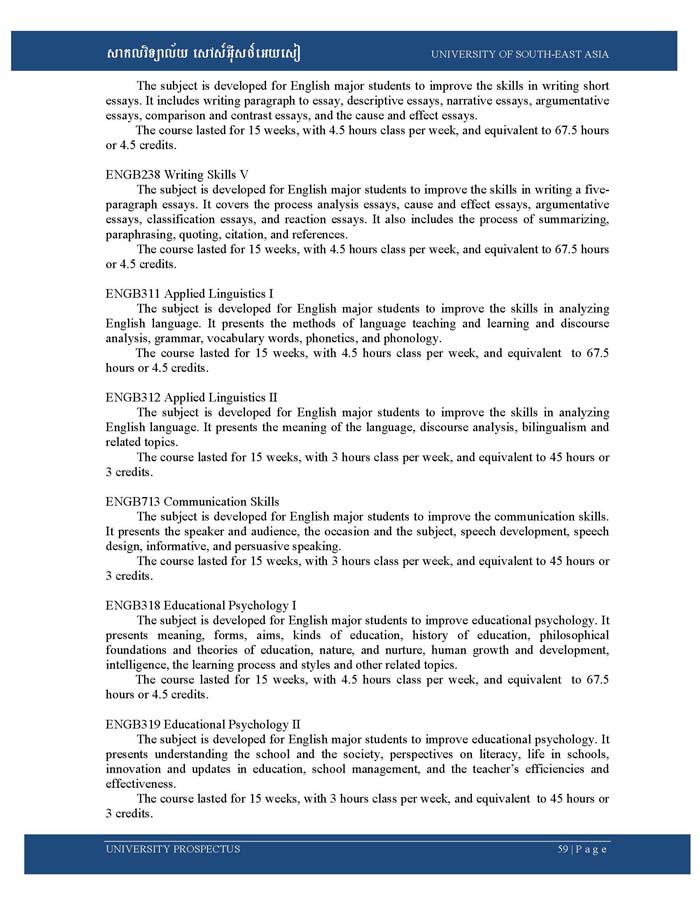 សាកលវិទ្យាល័យ សៅស៍អ៊ីសថ៍អេយសៀ UNIVERSITY OF SOUTH-EAST ASIA
The subject is developed for English major students to improve the skills in writing short
essays. It includes writing paragraph to essay, descriptive essays, narrative essays, argumentative
essays, comparison and contrast essays, and the cause and effect essays.
The course lasted for 15 weeks, with 4.5 hours class per week, and equivalent to 67.5 hours
or 4.5 credits.
ENGB238 Writing Skills V
The subject is developed for English major students to improve the skills in writing a five-
paragraph essays. It covers the process analysis essays, cause and effect essays, argumentative
essays, classification essays, and reaction essays. It also includes the process of summarizing,
paraphrasing, quoting, citation, and references.
The course lasted for 15 weeks, with 4.5 hours class per week, and equivalent to 67.5 hours
or 4.5 credits.
ENGB311 Applied Linguistics I
The subject is developed for English major students to improve the skills in analyzing
English language. It presents the methods of language teaching and learning and discourse
analysis, grammar, vocabulary words, phonetics, and phonology.
The course lasted for 15 weeks, with 4.5 hours class per week, and equivalent to 67.5
hours or 4.5 credits.
ENGB312 Applied Linguistics II
The subject is developed for English major students to improve the skills in analyzing
English language. It presents the meaning of the language, discourse analysis, bilingualism and
related topics.
The course lasted for 15 weeks, with 3 hours class per week, and equivalent to 45 hours or
3 credits.
ENGB713 Communication Skills
The subject is developed for English major students to improve the communication skills.
It presents the speaker and audience, the occasion and the subject, speech development, speech
design, informative, and persuasive speaking.
The course lasted for 15 weeks, with 3 hours class per week, and equivalent to 45 hours or
3 credits.
ENGB318 Educational Psychology I
The subject is developed for English major students to improve educational psychology. It
presents meaning, forms, aims, kinds of education, history of education, philosophical
foundations and theories of education, nature, and nurture, human growth and development,
intelligence, the learning process and styles and other related topics.
The course lasted for 15 weeks, with 4.5 hours class per week, and equivalent to 67.5
hours or 4.5 credits.
ENGB319 Educational Psychology II
The subject is developed for English major students to improve educational psychology. It
presents understanding the school and the society, perspectives on literacy, life in schools,
innovation and updates in education, school management, and the teacher's efficiencies and
effectiveness.
The course lasted for 15 weeks, with 3 hours class per week, and equivalent to 45 hours or
3 credits.
UNIVERSITY PROSPECTUS 59 | P a g e